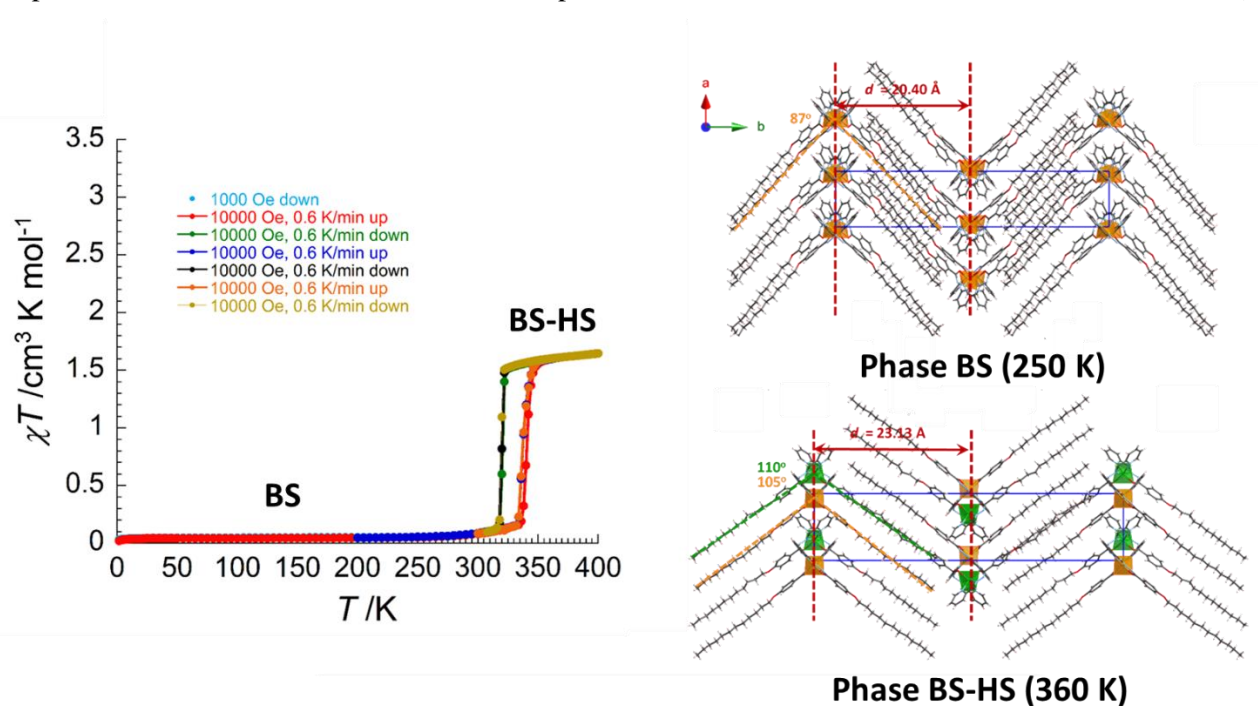 3.5
3
2.5
2
1.5
1
0.5
0
χT /cm³ K mol⁻¹
1000 Oe down
10000 Oe, 0.6 K/min up
10000 Oe, 0.6 K/min down
10000 Oe, 0.6 K/min up
10000 Oe, 0.6 K/min down
10000 Oe, 0.6 K/min up
10000 Oe, 0.6 K/min down
BS-HS
BS
0 50 100 150 200 250 300 350 400
T /K
a
b
d = 20.40 Å
87°
Phase BS (250 K)
d = 23.13 Å
110°
105°
Phase BS-HS (360 K)